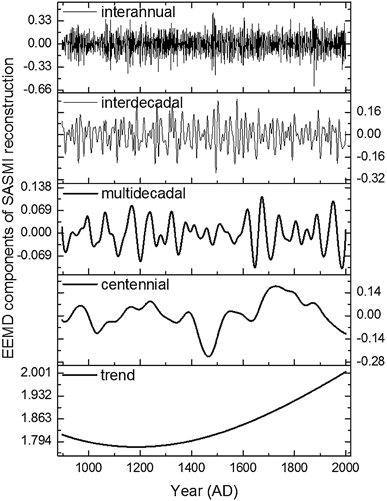 EEMD components of SASMI reconstruction
interannual
0.33
0.00
-0.33
-0.66
interdecadal
0.16
0.00
-0.16
-0.32
multidecadal
0.138
0.069
0.000
-0.069
centennial
0.14
0.00
-0.14
-0.28
trend
2.001
1.932
1.863
1.794
1000 1200 1400 1600 1800 2000
Year (AD)